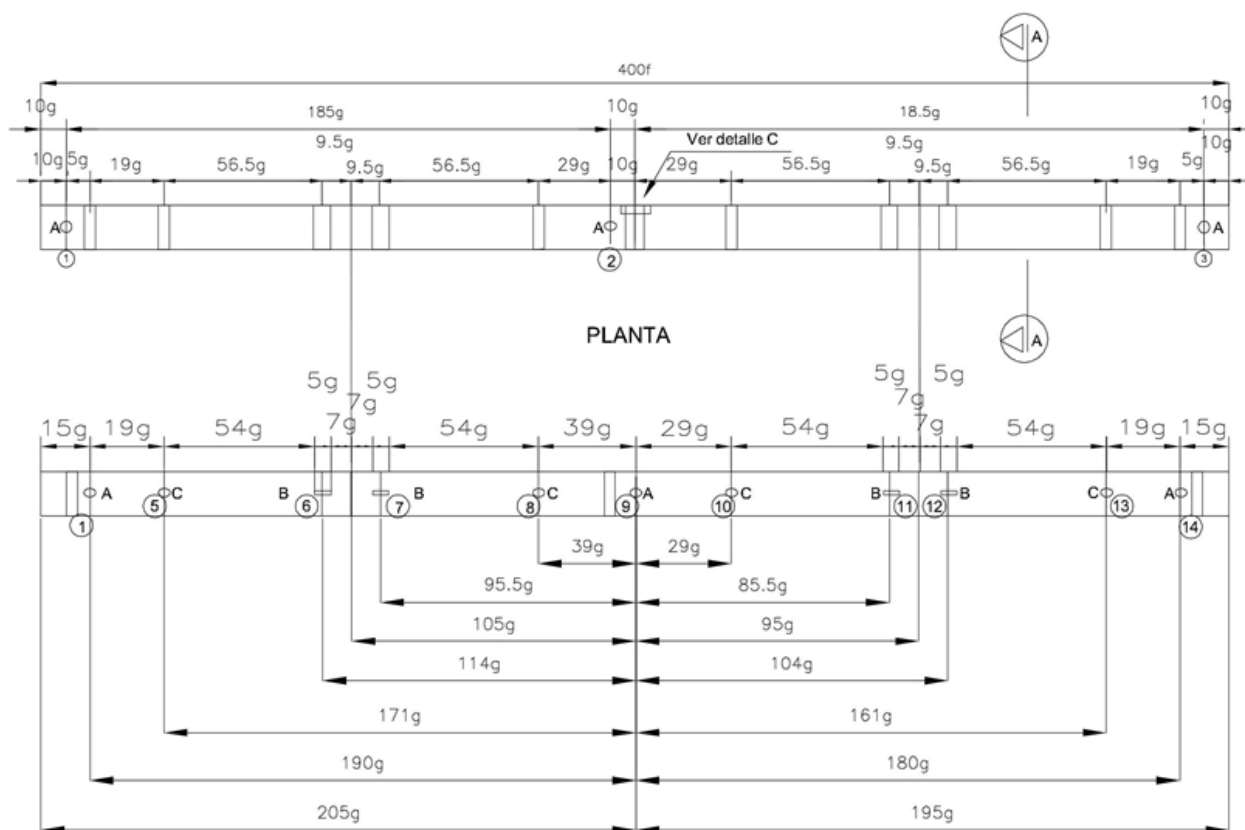 A
400f
10g 185g 10g 18.5g 10g
9.5g Ver detalle C 9.5g 10g
10g 5g 19g 56.5g 9.5g 56.5g 29g 10g 29g 56.5g 9.5g 56.5g 19g 5g
A A A
1 2 3
PLANTA
A
5g 5g 5g 5g
7g 7g
15g 19g 54g 7g 54g 39g 29g 54g 7g 54g 19g 15g
A C B B C A C B B C A
1 5 6 7 8 9 10 11 12 13 14
39g 29g
95.5g 85.5g
105g 95g
114g 104g
171g 161g
190g 180g
205g 195g